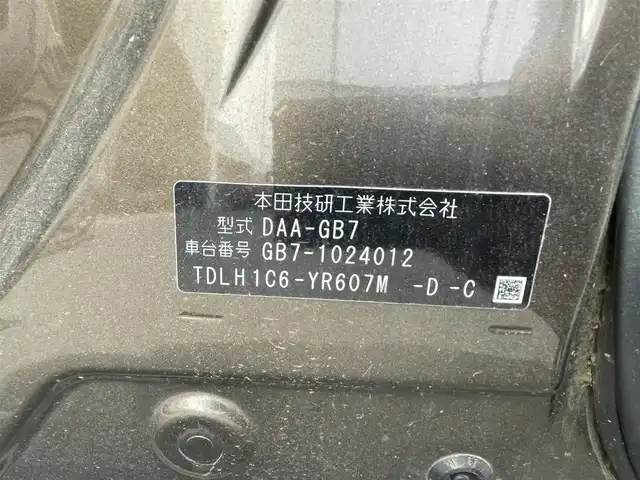 本田技研工業株式会社
型式 DAA-GB7
車台番号 GB7-1024012
TDLH1C6-YR607M -D -C